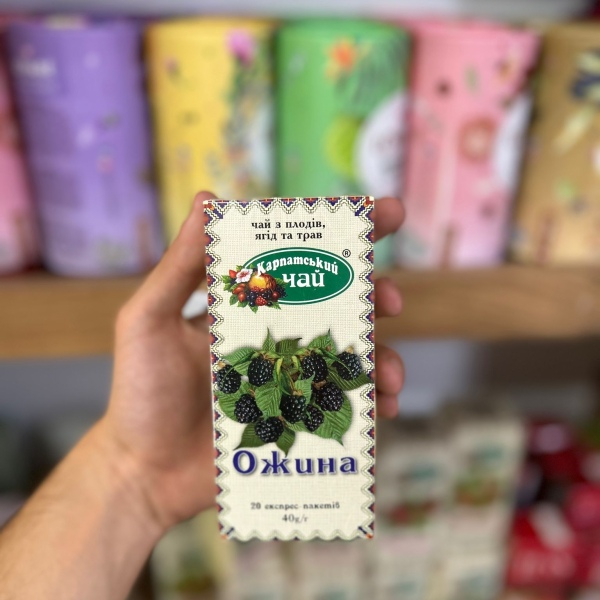 чай з плодів,
ягід та трав
Карпатський
чай
®
Ожина
20 експрес-пакетів
40g/г